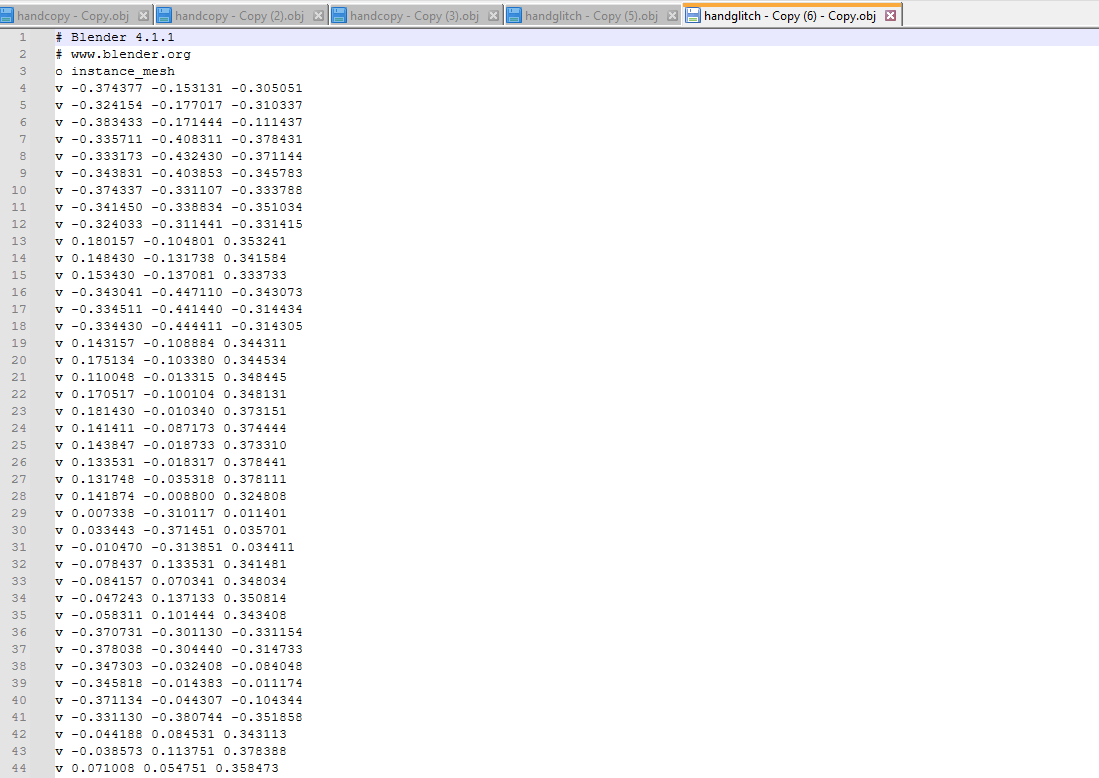 handcopy - Copy.obj handcopy - Copy (2).obj handcopy - Copy (3).obj handglitch - Copy (5).obj handglitch - Copy (6) - Copy.obj
1 # Blender 4.1.1
2 # www.blender.org
3 o instance_mesh
4 v -0.374377 -0.153131 -0.305051
5 v -0.324154 -0.177017 -0.310337
6 v -0.383433 -0.171444 -0.111437
7 v -0.335711 -0.408311 -0.378431
8 v -0.333173 -0.432430 -0.371144
9 v -0.343831 -0.403853 -0.345783
10 v -0.374337 -0.331107 -0.333788
11 v -0.341450 -0.338834 -0.351034
12 v -0.324033 -0.311441 -0.331415
13 v 0.180157 -0.104801 0.353241
14 v 0.148430 -0.131738 0.341584
15 v 0.153430 -0.137081 0.333733
16 v -0.343041 -0.447110 -0.343073
17 v -0.334511 -0.441440 -0.314434
18 v -0.334430 -0.444411 -0.314305
19 v 0.143157 -0.108884 0.344311
20 v 0.175134 -0.103380 0.344534
21 v 0.110048 -0.013315 0.348445
22 v 0.170517 -0.100104 0.348131
23 v 0.181430 -0.010340 0.373151
24 v 0.141411 -0.087173 0.374444
25 v 0.143847 -0.018733 0.373310
26 v 0.133531 -0.018317 0.378441
27 v 0.131748 -0.035318 0.378111
28 v 0.141874 -0.008800 0.324808
29 v 0.007338 -0.310117 0.011401
30 v 0.033443 -0.371451 0.035701
31 v -0.010470 -0.313851 0.034411
32 v -0.078437 0.133531 0.341481
33 v -0.084157 0.070341 0.348034
34 v -0.047243 0.137133 0.350814
35 v -0.058311 0.101444 0.343408
36 v -0.370731 -0.301130 -0.331154
37 v -0.378038 -0.304440 -0.314733
38 v -0.347303 -0.032408 -0.084048
39 v -0.345818 -0.014383 -0.011174
40 v -0.371134 -0.044307 -0.104344
41 v -0.331130 -0.380744 -0.351858
42 v -0.044188 0.084531 0.343113
43 v -0.038573 0.113751 0.378388
44 v 0.071008 0.054751 0.358473